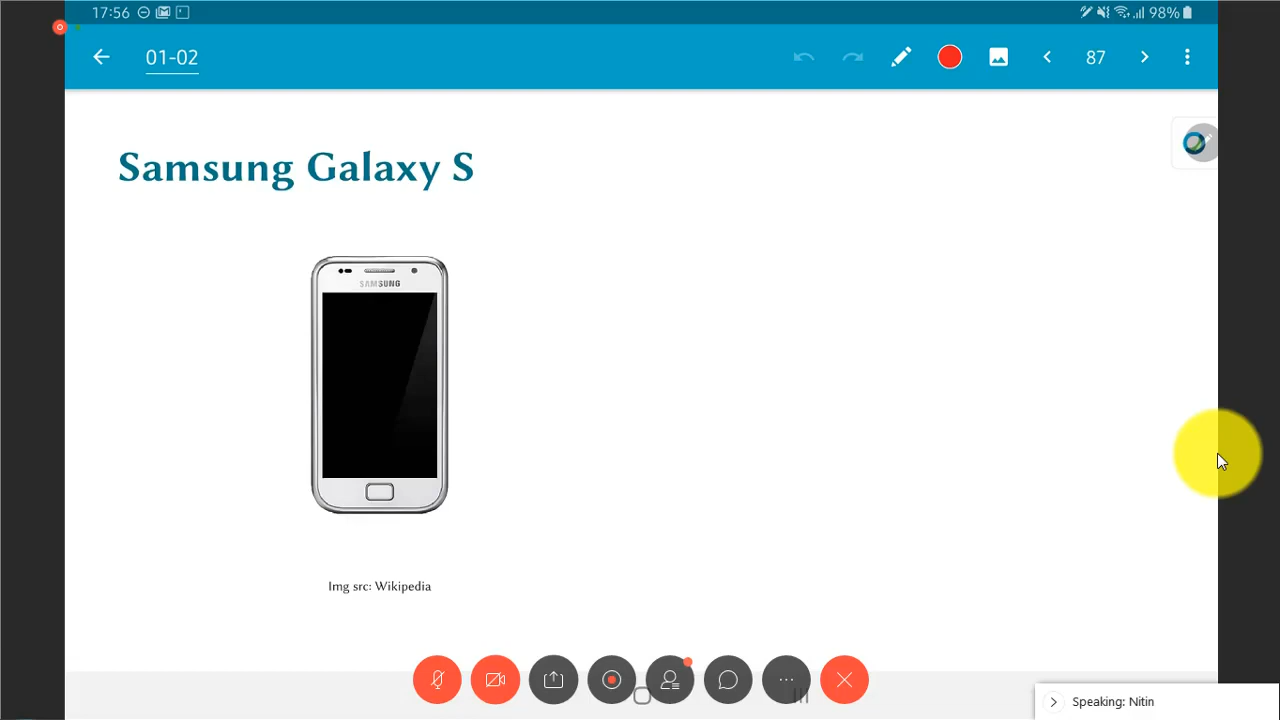 17:56
98%
01-02
87
Samsung Galaxy S
SAMSUNG
Img src: Wikipedia
Speaking: Nitin